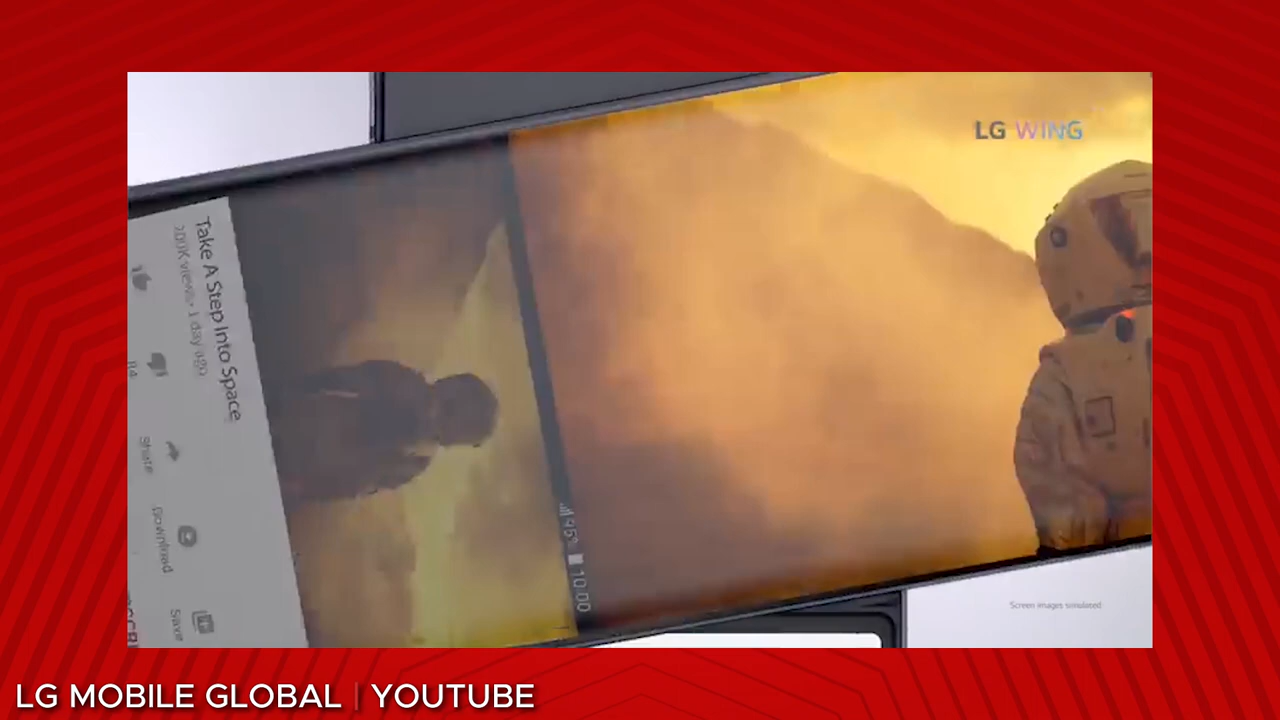 LG WING
Take A Step Into Space
200K views • 1 day ago
Share
Download
Save
5G
10:00
Screen images simulated
LG MOBILE GLOBAL | YOUTUBE